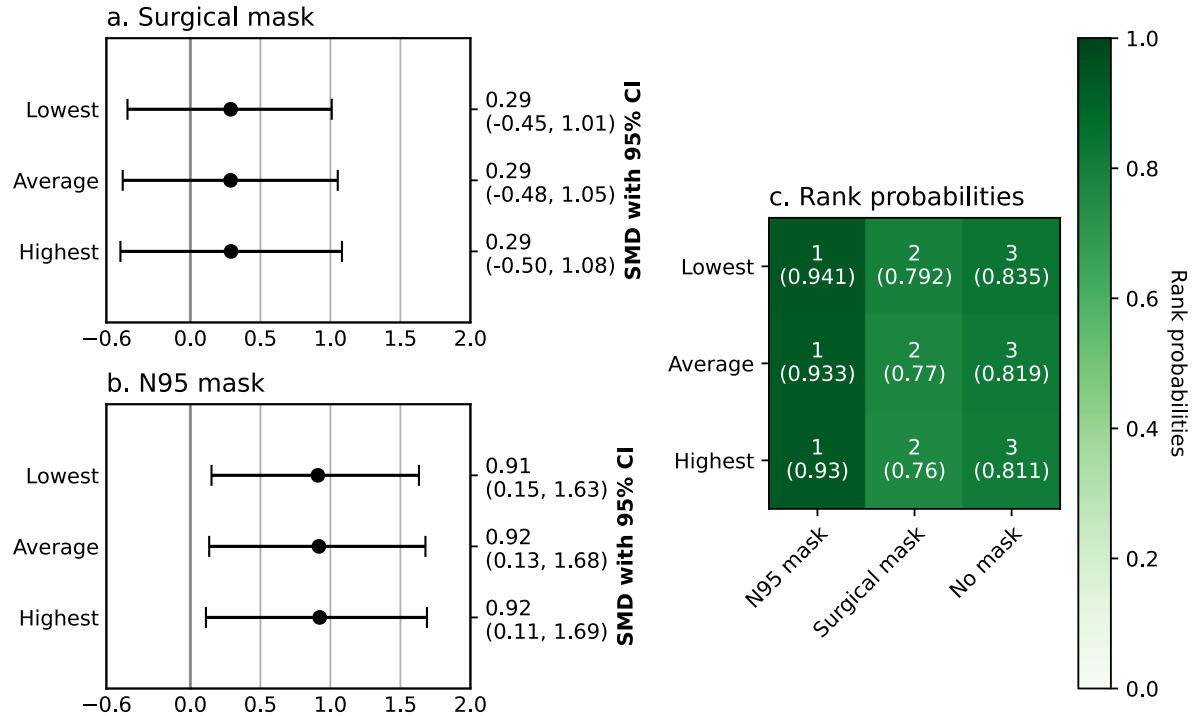 a. Surgical mask
Lowest
Average
Highest
0.29
(-0.45, 1.01)
0.29
(-0.48, 1.05)
0.29
(-0.50, 1.08)
SMD with 95% CI
−0.6 0.0 0.5 1.0 1.5 2.0
b. N95 mask
Lowest
Average
Highest
0.91
(0.15, 1.63)
0.92
(0.13, 1.68)
0.92
(0.11, 1.69)
SMD with 95% CI
−0.6 0.0 0.5 1.0 1.5 2.0
c. Rank probabilities
Lowest
1 2 3
(0.941) (0.792) (0.835)
Average
1 2 3
(0.933) (0.77) (0.819)
Highest
1 2 3
(0.93) (0.76) (0.811)
N95 mask
Surgical mask
No mask
1.0
0.8
0.6
0.4
0.2
0.0
Rank probabilities